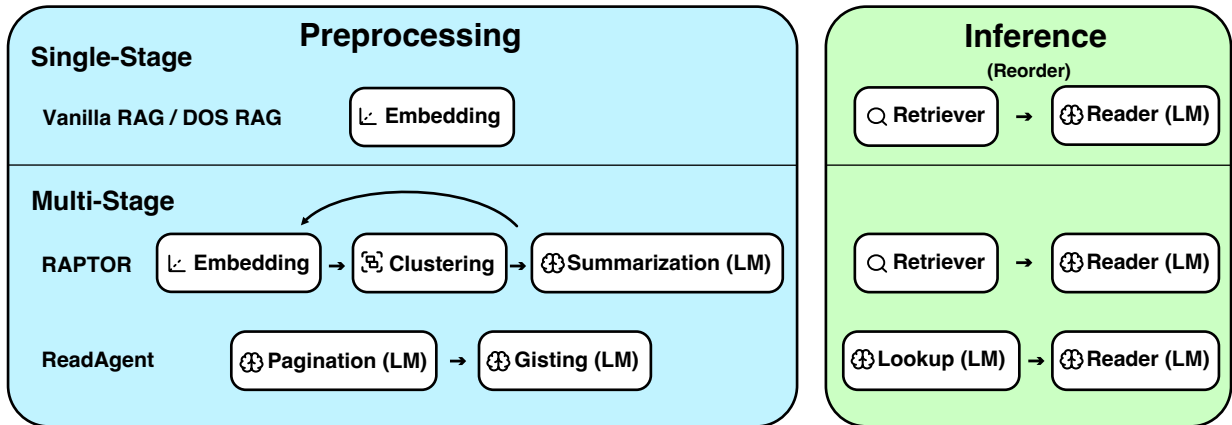 Preprocessing
Single-Stage
Vanilla RAG / DOS RAG
Embedding
Multi-Stage
RAPTOR
Embedding → Clustering → Summarization (LM)
ReadAgent
Pagination (LM) → Gisting (LM)
Inference
(Reorder)
Retriever → Reader (LM)
Retriever → Reader (LM)
Lookup (LM) → Reader (LM)